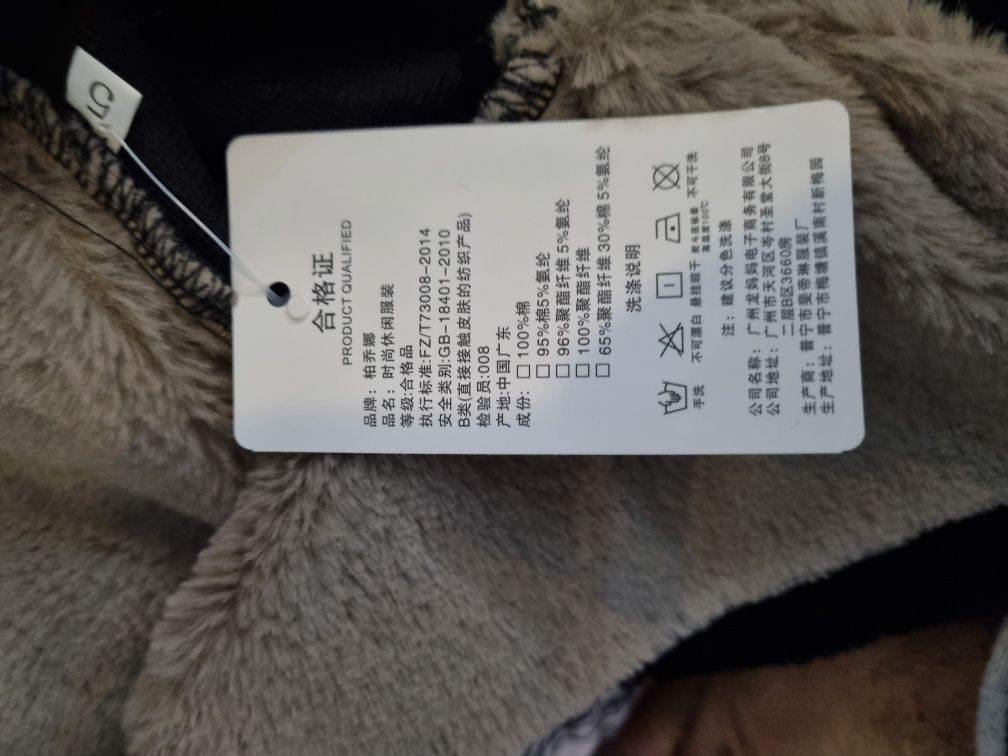 5
合格证
PRODUCT QUALIFIED
品牌：柏乔娜
品名：时尚休闲服装
等级:合格品
执行标准:FZ/T73008-2014
安全类别:GB-18401-2010
B类(直接接触皮肤的纺织产品)
检验员:008
产地:中国广东
成份: □ 100%棉
□ 95%棉5%氨纶
□ 96%聚酯纤维 5%氨纶
□ 100%聚酯纤维
□ 65%聚酯纤维 30%棉 5%氨纶
洗涤说明
手洗 不可漂白 悬挂晾干 熨斗底板最高温度100℃ 不可干洗
注：建议分色洗涤
公司名称：广州龙妈妈电子商务有限公司
公司地址：广州市天河区岑村圣堂大街8号
二层B区3660房
生产商：普宁市斐帝琳服装厂
生产地址：普宁市梅塘镇溪南村新梅园